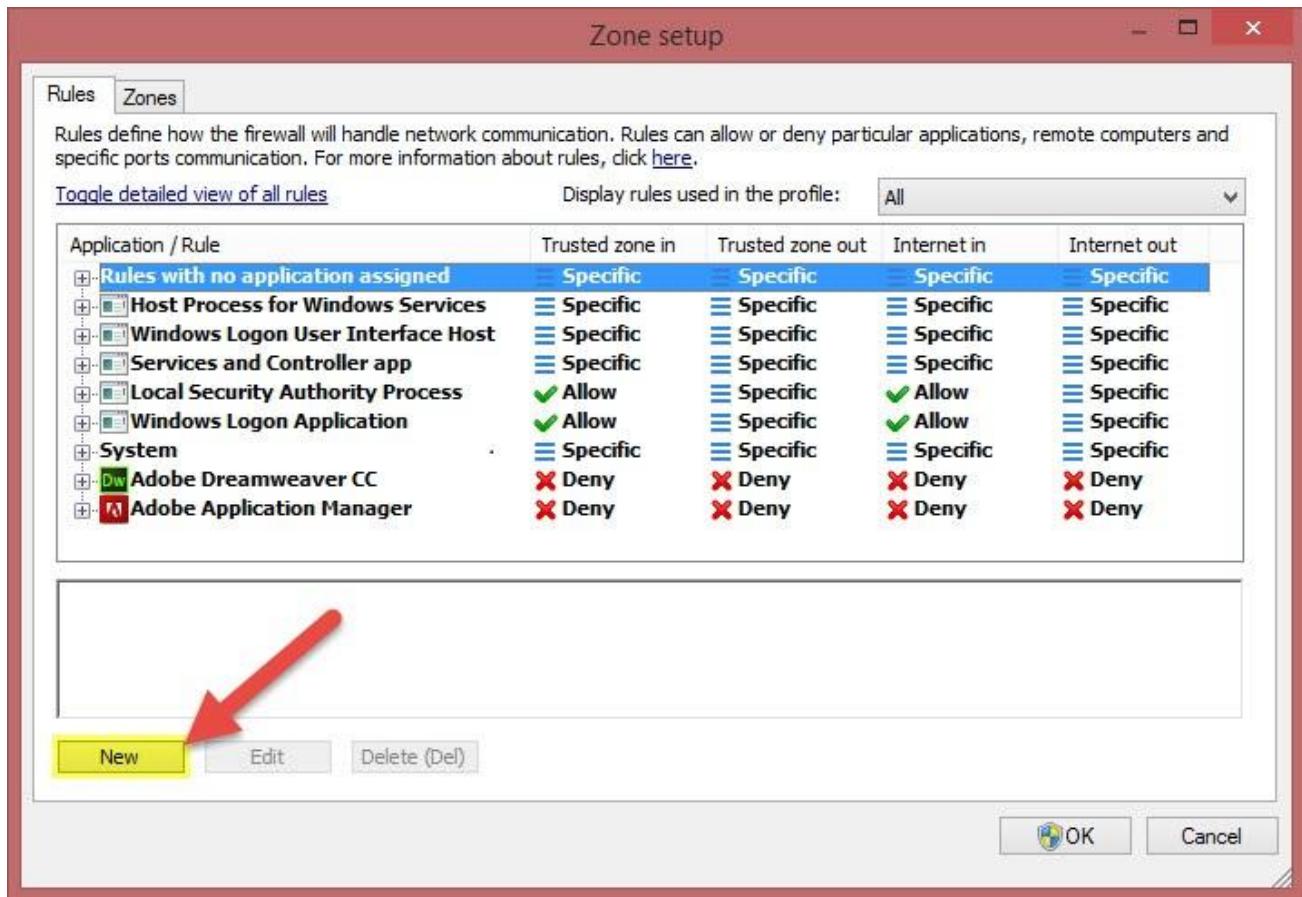 Zone setup
Rules Zones
Rules define how the firewall will handle network communication. Rules can allow or deny particular applications, remote computers and
specific ports communication. For more information about rules, click here.
Toggle detailed view of all rules Display rules used in the profile: All
Application / Rule Trusted zone in Trusted zone out Internet in Internet out
Rules with no application assigned Specific Specific Specific Specific
Host Process for Windows Services Specific Specific Specific Specific
Windows Logon User Interface Host Specific Specific Specific Specific
Services and Controller app Specific Specific Specific Specific
Local Security Authority Process Allow Specific Allow Specific
Windows Logon Application Allow Specific Allow Specific
System Specific Specific Specific Specific
Dw Adobe Dreamweaver CC Deny Deny Deny Deny
Adobe Application Manager Deny Deny Deny Deny
New Edit Delete (Del)
OK Cancel